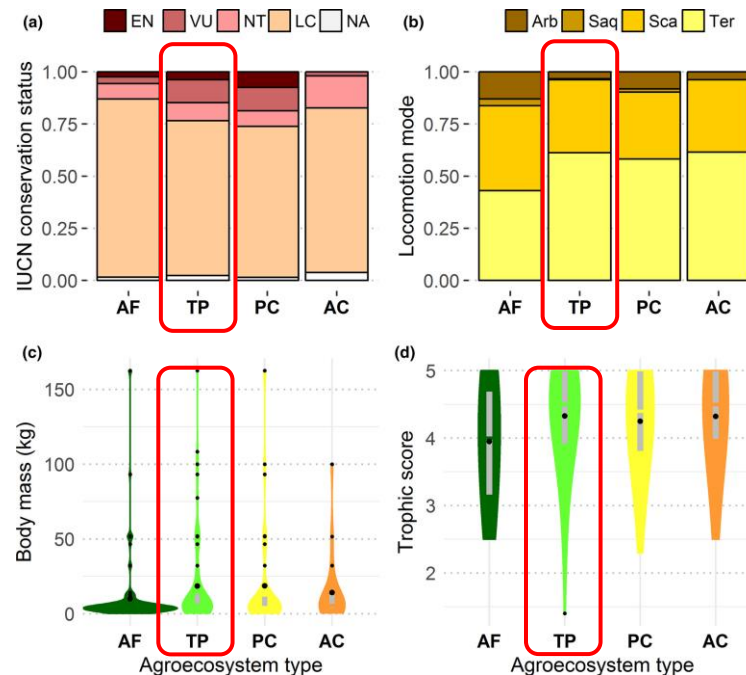 (a) EN VU NT LC NA
IUCN conservation status
1.00
0.75
0.50
0.25
0.00
AF TP PC AC
(b) Arb Saq Sca Ter
Locomotion mode
1.00
0.75
0.50
0.25
0.00
AF TP PC AC
(c)
Body mass (kg)
150
100
50
0
AF TP PC AC
Agroecosystem type
(d)
Trophic score
5
4
3
2
AF TP PC AC
Agroecosystem type